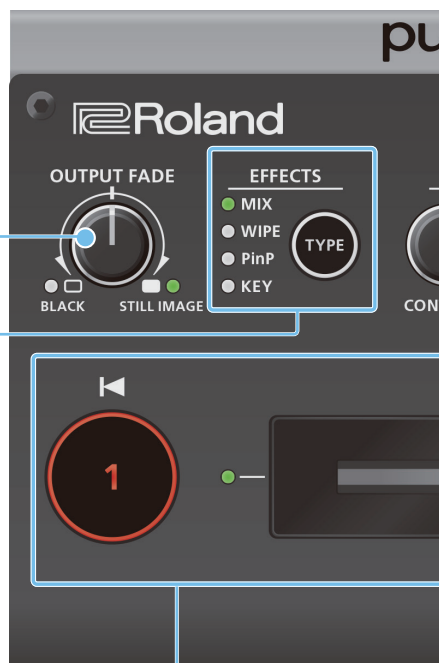 pu
Roland
OUTPUT FADE
BLACK
STILL IMAGE
EFFECTS
MIX
WIPE
PinP
KEY
TYPE
CON
1